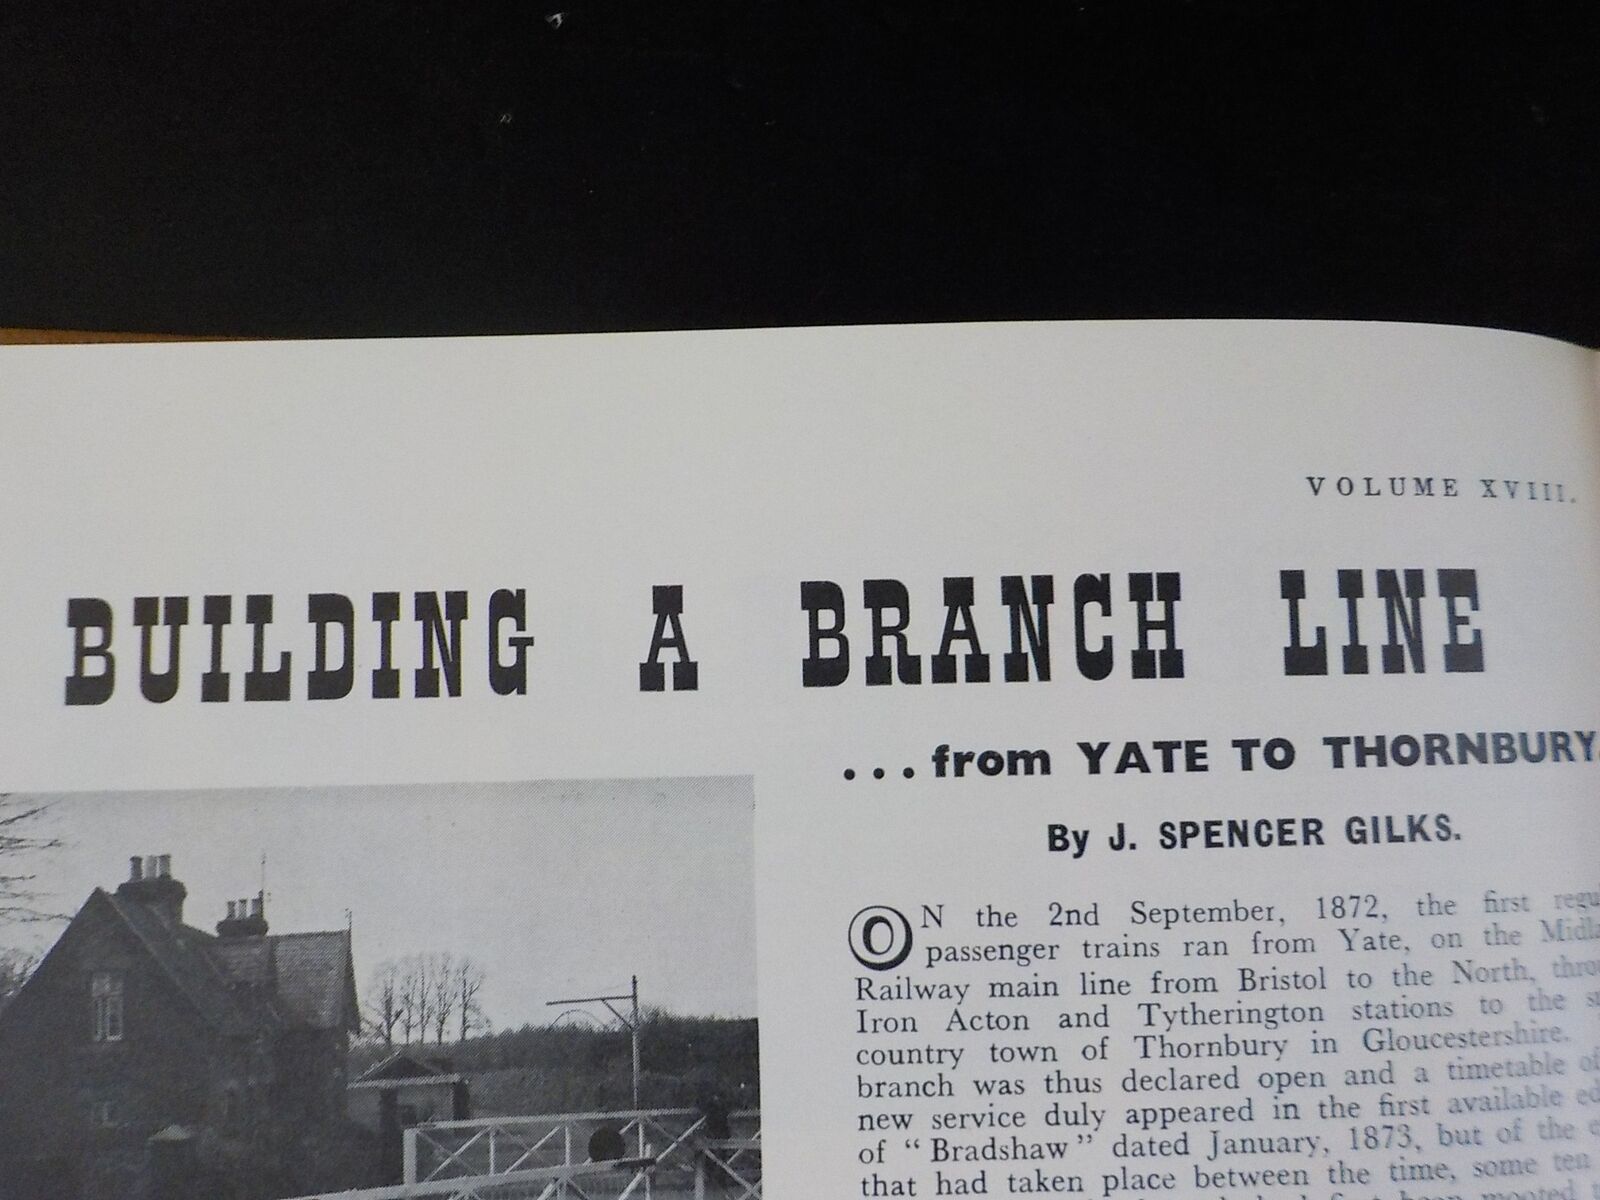 VOLUME XVIII.
BUILDING A BRANCH LINE
...from YATE TO THORNBURY.
By J. SPENCER GILKS.
ON the 2nd September, 1872, the first
passenger trains ran from Yate, on the
Railway main line from Bristol to the North,
Iron Acton and Tytherington stations to the
country town of Thornbury in Gloucestershire.
branch was thus declared open and a timetable of
new service duly appeared in the first available
of "Bradshaw" dated January, 1873, but of the
that had taken place between the time, some ten